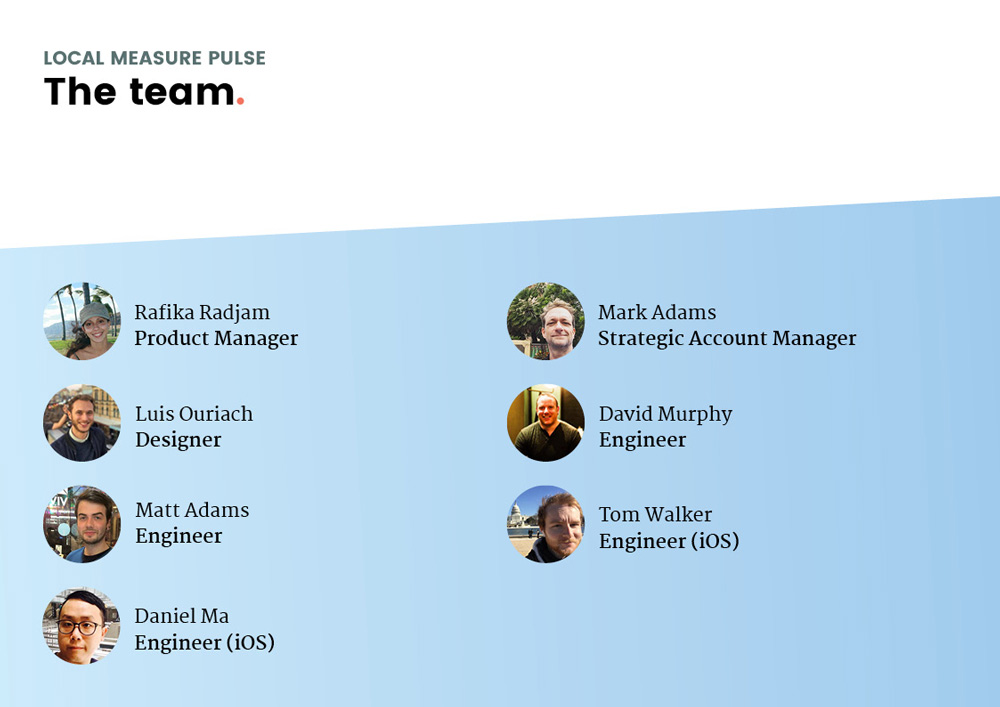 LOCAL MEASURE PULSE
The team.
Rafika Radjam
Product Manager
Luis Ouriach
Designer
Matt Adams
Engineer
Daniel Ma
Engineer (iOS)
Mark Adams
Strategic Account Manager
David Murphy
Engineer
Tom Walker
Engineer (iOS)